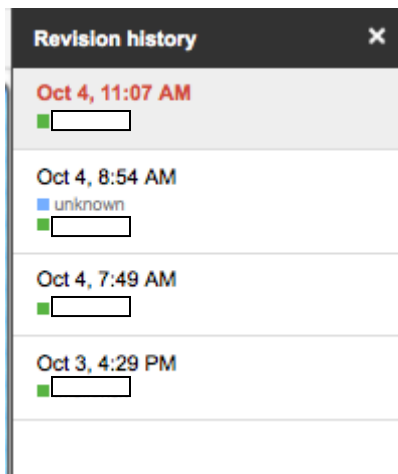 Revision history
Oct 4, 11:07 AM
Oct 4, 8:54 AM
unknown
Oct 4, 7:49 AM
Oct 3, 4:29 PM